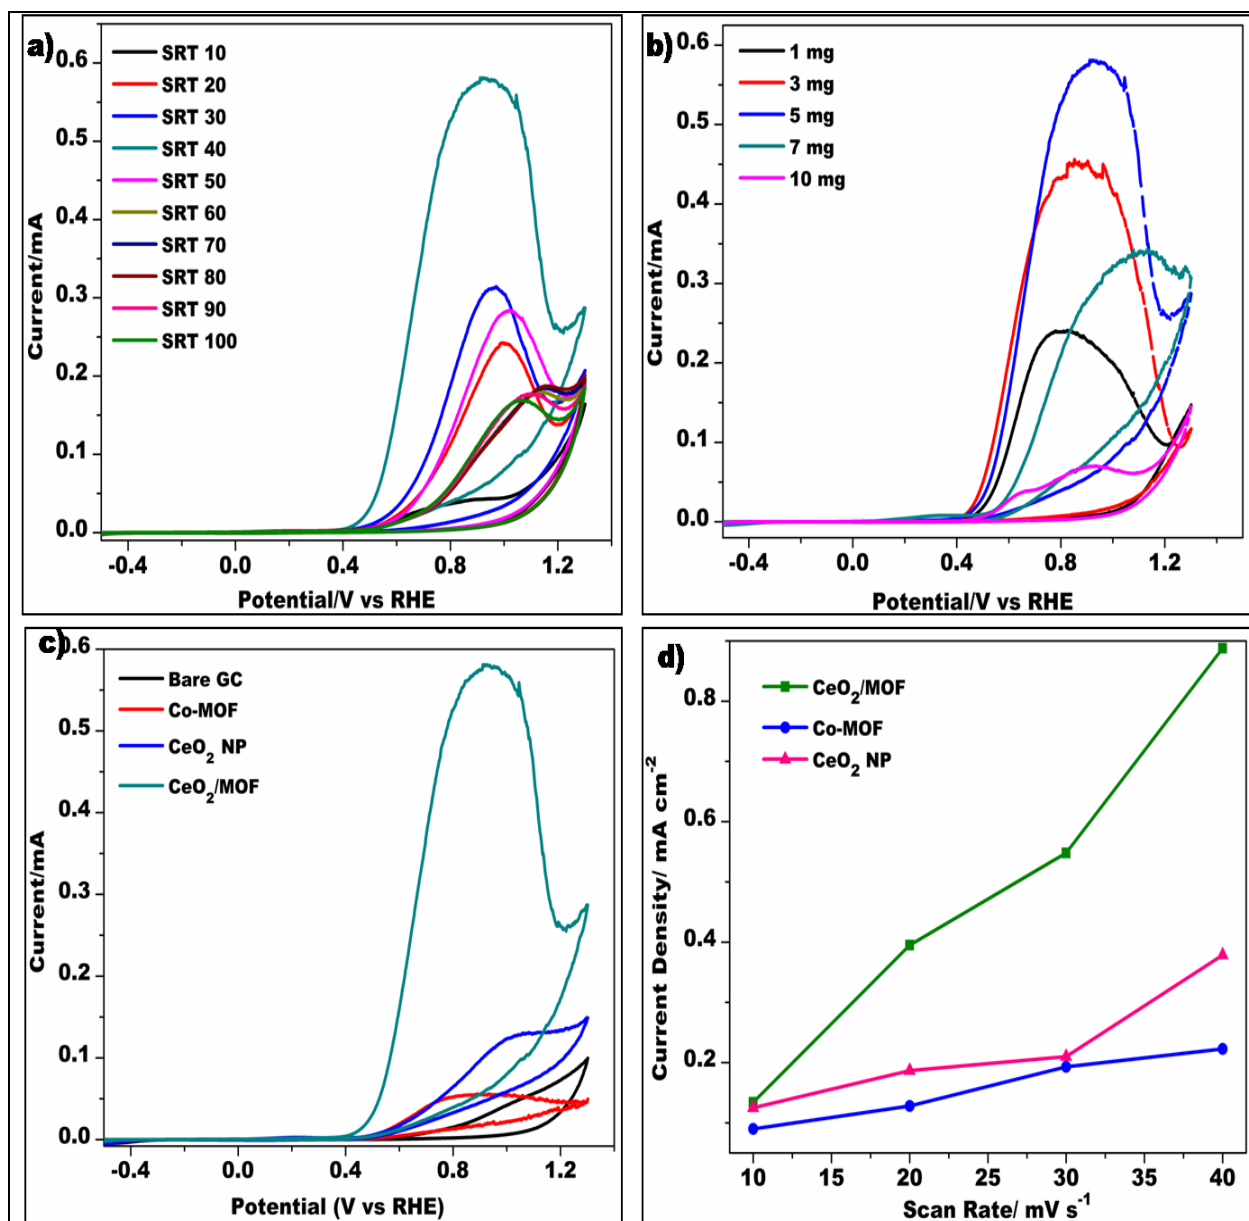 a)
SRT 10
SRT 20
SRT 30
SRT 40
SRT 50
SRT 60
SRT 70
SRT 80
SRT 90
SRT 100
0.6
0.5
0.4
0.3
0.2
0.1
0.0
Current/mA
-0.4 0.0 0.4 0.8 1.2
Potential/V vs RHE
b)
1 mg
3 mg
5 mg
7 mg
10 mg
0.6
0.5
0.4
0.3
0.2
0.1
0.0
Current/mA
-0.4 0.0 0.4 0.8 1.2
Potential/V vs RHE
c)
Bare GC
Co-MOF
CeO₂ NP
CeO₂/MOF
0.6
0.5
0.4
0.3
0.2
0.1
0.0
Current/mA
-0.4 0.0 0.4 0.8 1.2
Potential (V vs RHE)
d)
CeO₂/MOF
Co-MOF
CeO₂ NP
0.8
0.6
0.4
0.2
Current Density/ mA cm⁻²
10 15 20 25 30 35 40
Scan Rate/ mV s⁻¹